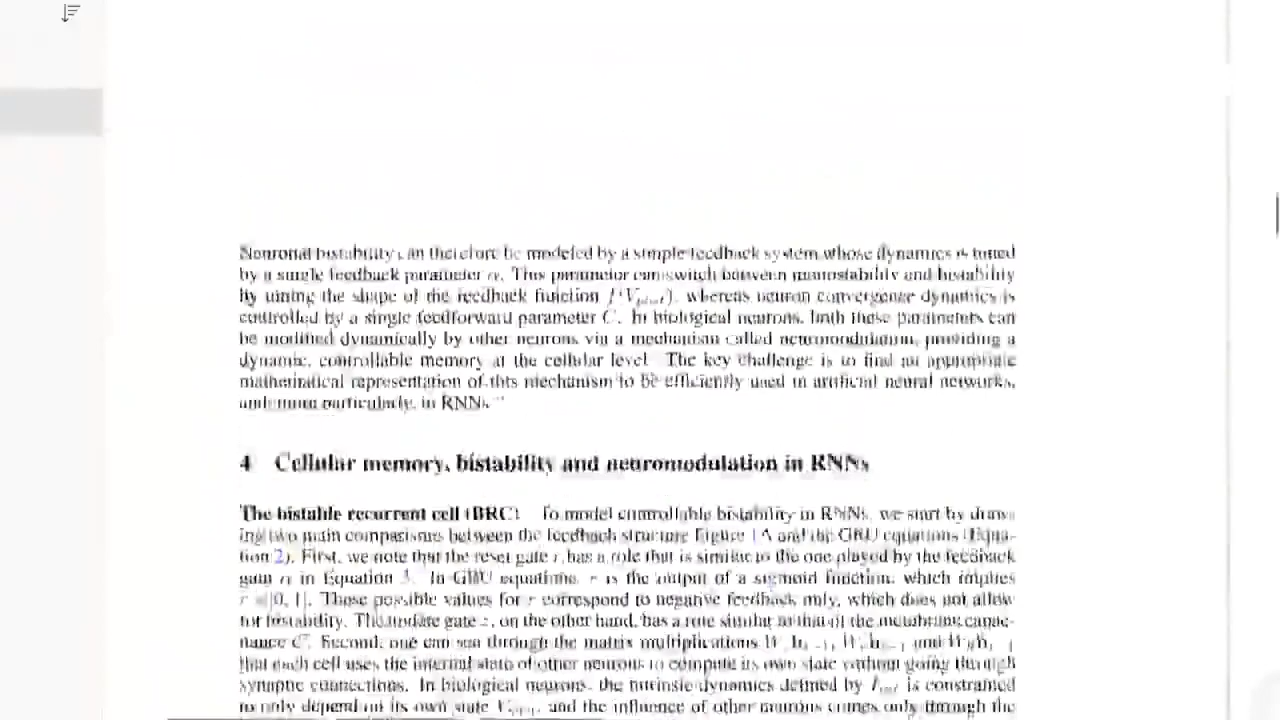 Neuronal bistability can therefore be modeled by a simple feedback system whose dynamics is tuned
by a single feedback parameter α. This parameter can switch between monostability and bistability
by tuning the shape of the feedback function f(V_post), whereas neuron convergence dynamics is
controlled by a single feedforward parameter C. In biological neurons, both these parameters can
be modified dynamically by other neurons via a mechanism called neuromodulation, providing a
dynamic, controllable memory at the cellular level. The key challenge is to find an appropriate
mathematical representation of this mechanism to be efficiently used in artificial neural networks,
and, more particularly, in RNNs.
4 Cellular memory, bistability and neuromodulation in RNNs
The bistable recurrent cell (BRC) To model controllable bistability in RNNs, we start by draw-
ing two main comparisons between the feedback structure Figure 1A and the GRU equations (Equa-
tion 2). First, we note that the reset gate r has a role that is similar to the one played by the feedback
gain α in Equation 3. In GRU equations, r is the output of a sigmoid function, which implies
r [0, 1]. These possible values for r correspond to negative feedback only, which does not allow
for bistability. The update gate z, on the other hand, has a role similar to that of the membrane capac-
itance C. Second, one can see through the matrix multiplications and
that each cell uses the internal state of other neurons to compute its own state without going through
synaptic connections. In biological neurons, the intrinsic dynamics defined by is constrained
to only depend on its own state and the influence of other neurons comes only through the